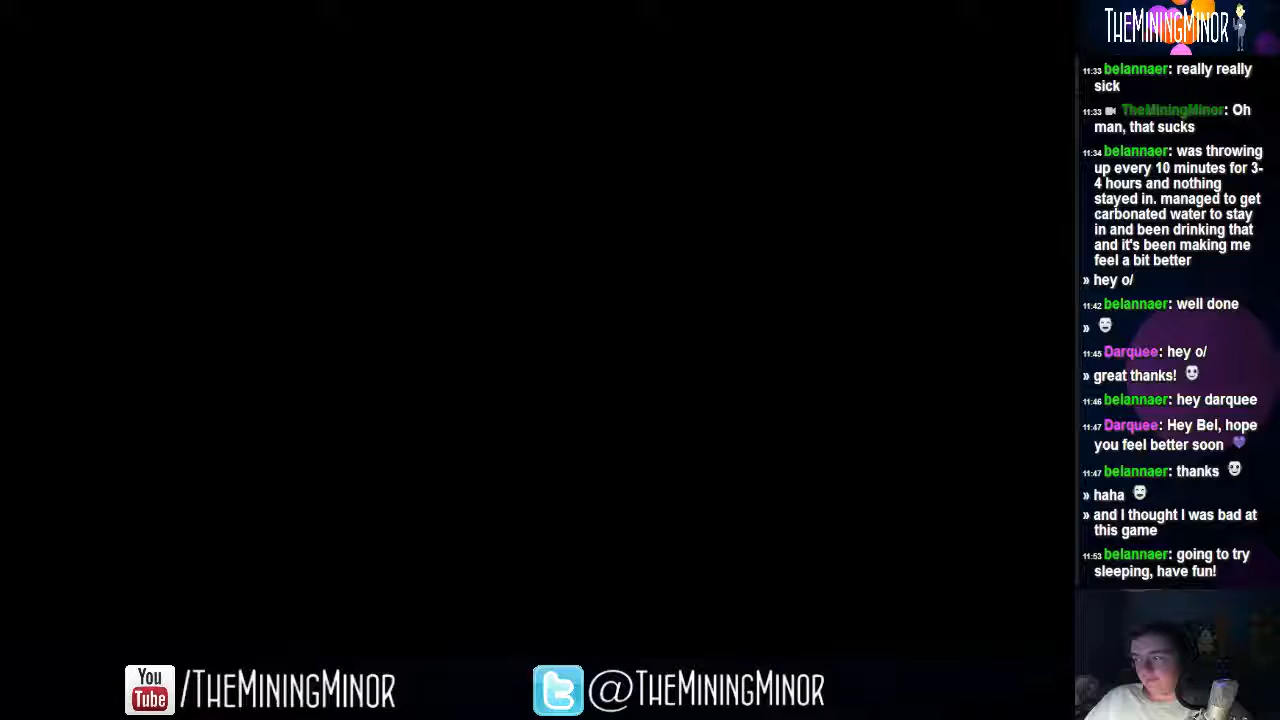 THEMININGMINOR
11:33 belannaer: really really
sick
11:33 TheMiningMinor: Oh
man, that sucks
11:34 belannaer: was throwing
up every 10 minutes for 3-
4 hours and nothing
stayed in. managed to get
carbonated water to stay
in and been drinking that
and it's been making me
feel a bit better
» hey o/
11:42 belannaer: well done
»
11:45 Darquee: hey o/
» great thanks!
11:46 belannaer: hey darquee
11:47 Darquee: Hey Bel, hope
you feel better soon
11:47 belannaer: thanks
» haha
» and I thought I was bad at
this game
11:53 belannaer: going to try
sleeping, have fun!
You
Tube /THEMININGMINOR
@THEMININGMINOR